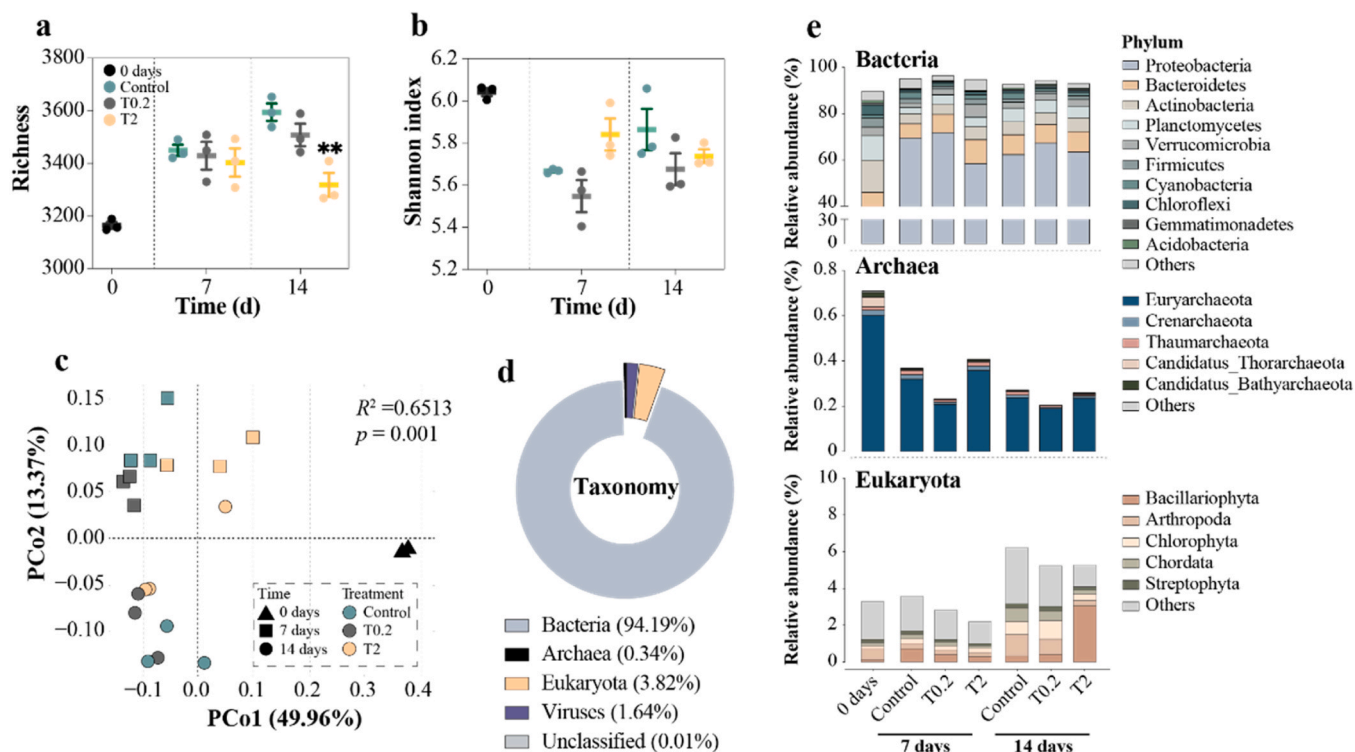 a
Richness
3800
3600
3400
3200
3000
0 days
Control
T0.2
T2
**
0
7
14
Time (d)
b
Shannon index
6.2
6.0
5.8
5.6
5.4
5.2
0
7
14
Time (d)
c
PCo2 (13.37%)
0.15
0.10
0.05
0.00
−0.05
−0.10
R² =0.6513
p = 0.001
Time
0 days
7 days
14 days
Treatment
Control
T0.2
T2
−0.1
0.0
0.1
0.2
0.3
0.4
PCo1 (49.96%)
d
Taxonomy
Bacteria (94.19%)
Archaea (0.34%)
Eukaryota (3.82%)
Viruses (1.64%)
Unclassified (0.01%)
e
Bacteria
Relative abundance (%)
100
80
60
40
30
0
Archaea
Relative abundance (%)
0.8
0.6
0.4
0.2
0
Eukaryota
Relative abundance (%)
10
8
6
4
2
0
0 days
Control
T0.2
T2
Control
T0.2
T2
7 days
14 days
Phylum
Proteobacteria
Bacteroidetes
Actinobacteria
Planctomycetes
Verrucomicrobia
Firmicutes
Cyanobacteria
Chloroflexi
Gemmatimonadetes
Acidobacteria
Others
Euryarchaeota
Crenarchaeota
Thaumarchaeota
Candidatus_Thorarchaeota
Candidatus_Bathyarchaeota
Others
Bacillariophyta
Arthropoda
Chlorophyta
Chordata
Streptophyta
Others